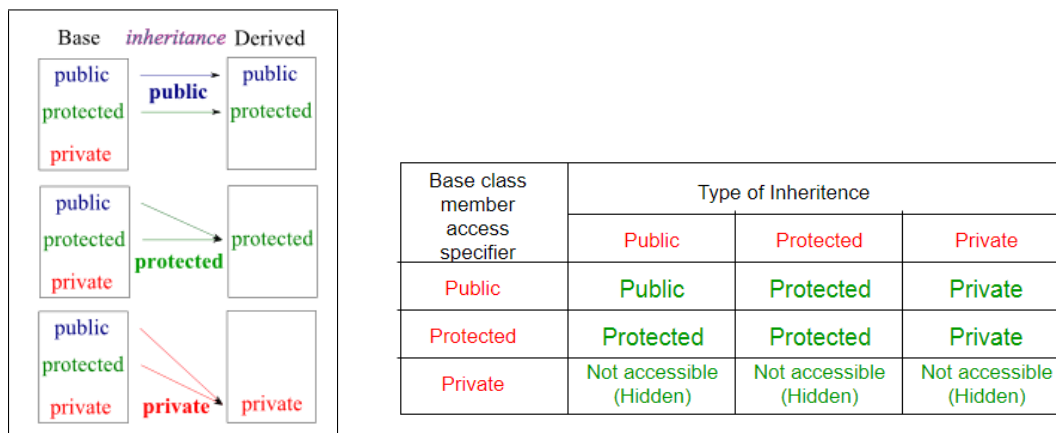 Base inheritance Derived
public public
public
protected protected
private
public
protected protected
protected
private
public
protected
private private private
Base class member access specifier Type of Inheritence
Public Protected Private
Public Public Protected Private
Protected Protected Protected Private
Private Not accessible (Hidden) Not accessible (Hidden) Not accessible (Hidden)